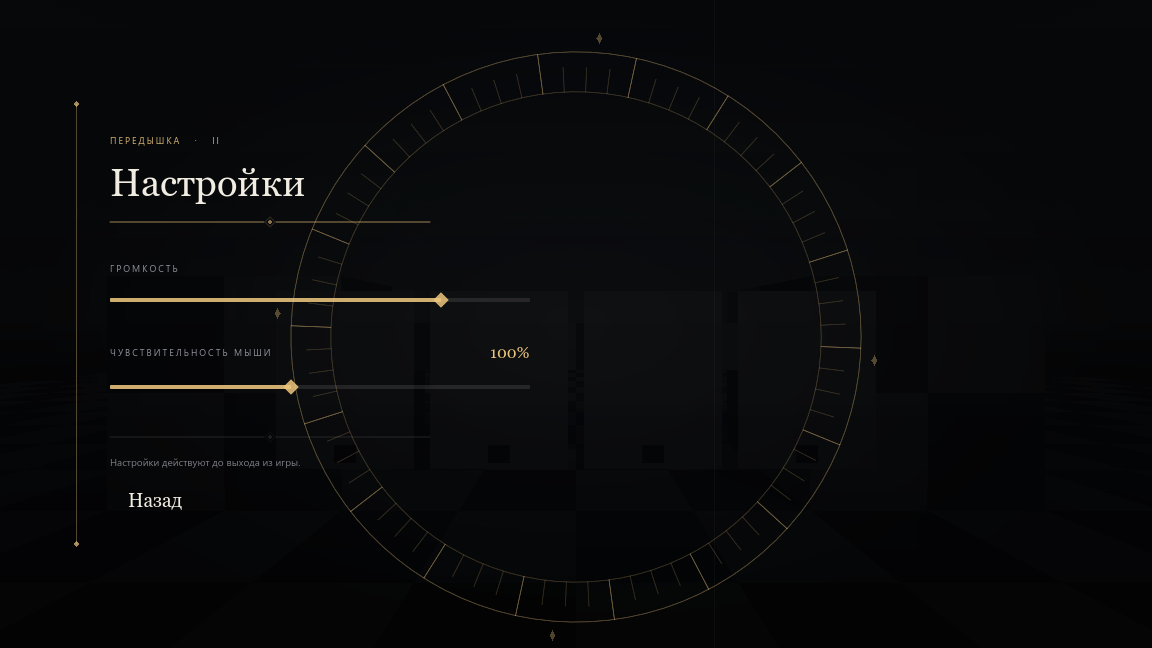 ПЕРЕДЫШКА · II
Настройки
ГРОМКОСТЬ
ЧУВСТВИТЕЛЬНОСТЬ МЫШИ 100%
Настройки действуют до выхода из игры.
Назад